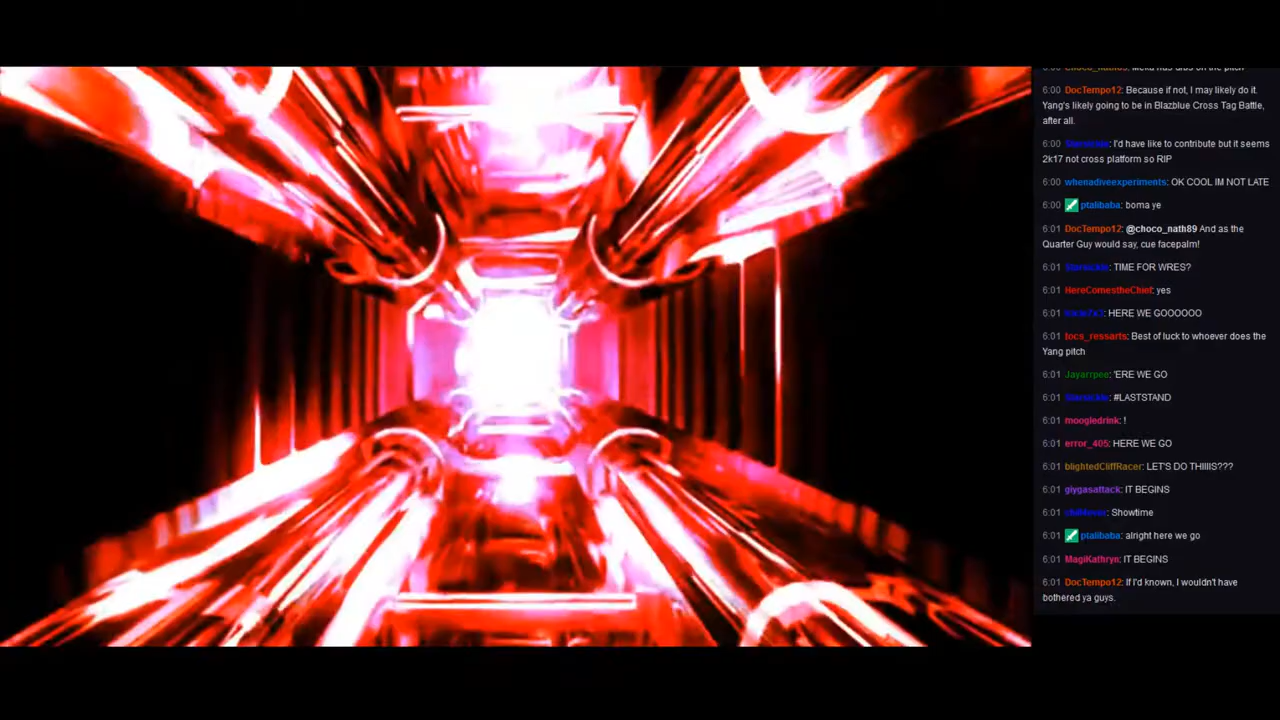 6:00 DocTempo12: Because if not, I may likely do it.
Yang's likely going to be in Blazblue Cross Tag Battle,
after all.
6:00 I'd have like to contribute but it seems
2k17 not cross platform so RIP
6:00 whenadiveexperiments: OK COOL IM NOT LATE
6:00 ptalibaba: boma ye
6:01 DocTempo12: @choco_nath89 And as the
Quarter Guy would say, cue facepalm!
6:01 TIME FOR WRES?
6:01 HereComestheChief: yes
6:01 HERE WE GOOOOOO
6:01 tocs_ressarts: Best of luck to whoever does the
Yang pitch
6:01 Jayarrpee: 'ERE WE GO
6:01 #LASTSTAND
6:01 moogledrink: !
6:01 error_405: HERE WE GO
6:01 blightedCliffRacer: LET'S DO THIIIIS???
6:01 giygasattack: IT BEGINS
6:01 Showtime
6:01 ptalibaba: alright here we go
6:01 MagiKathryn: IT BEGINS
6:01 DocTempo12: If I'd known, I wouldn't have
bothered ya guys.